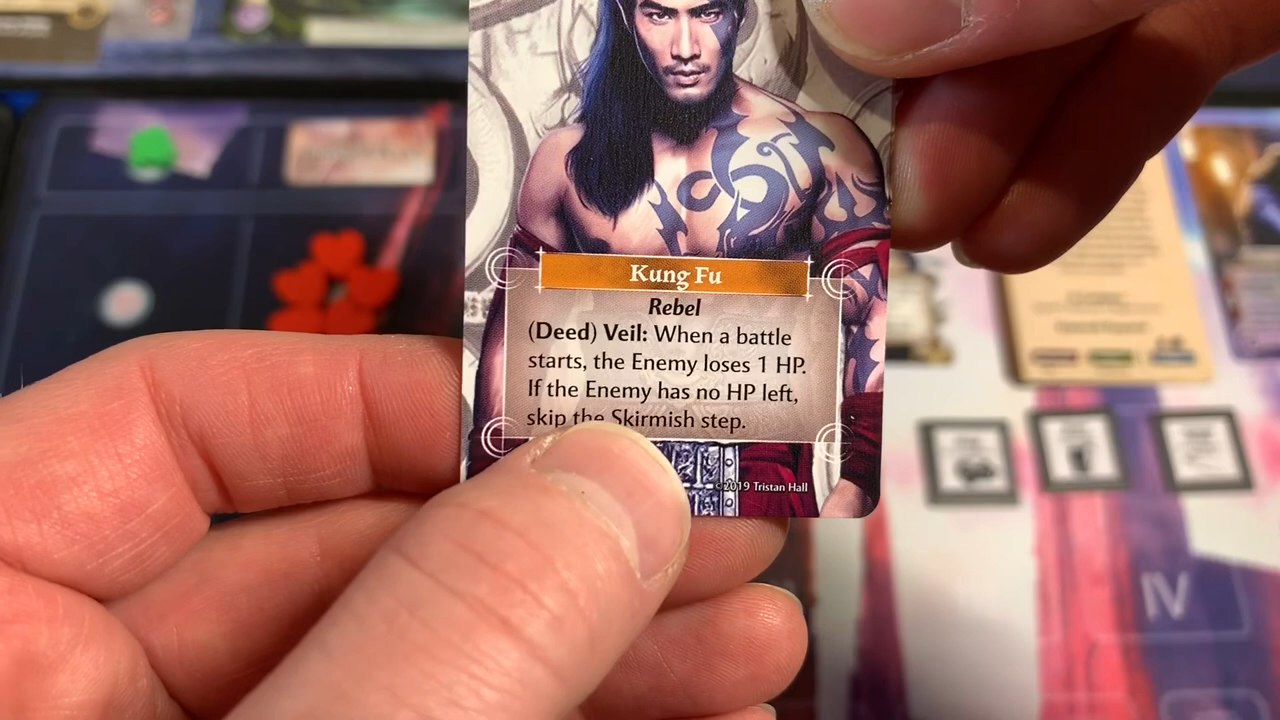 Kung Fu
Rebel
(Deed) Veil: When a battle
starts, the Enemy loses 1 HP.
If the Enemy has no HP left,
skip the Skirmish step.
©2019 Tristan Hall
IV